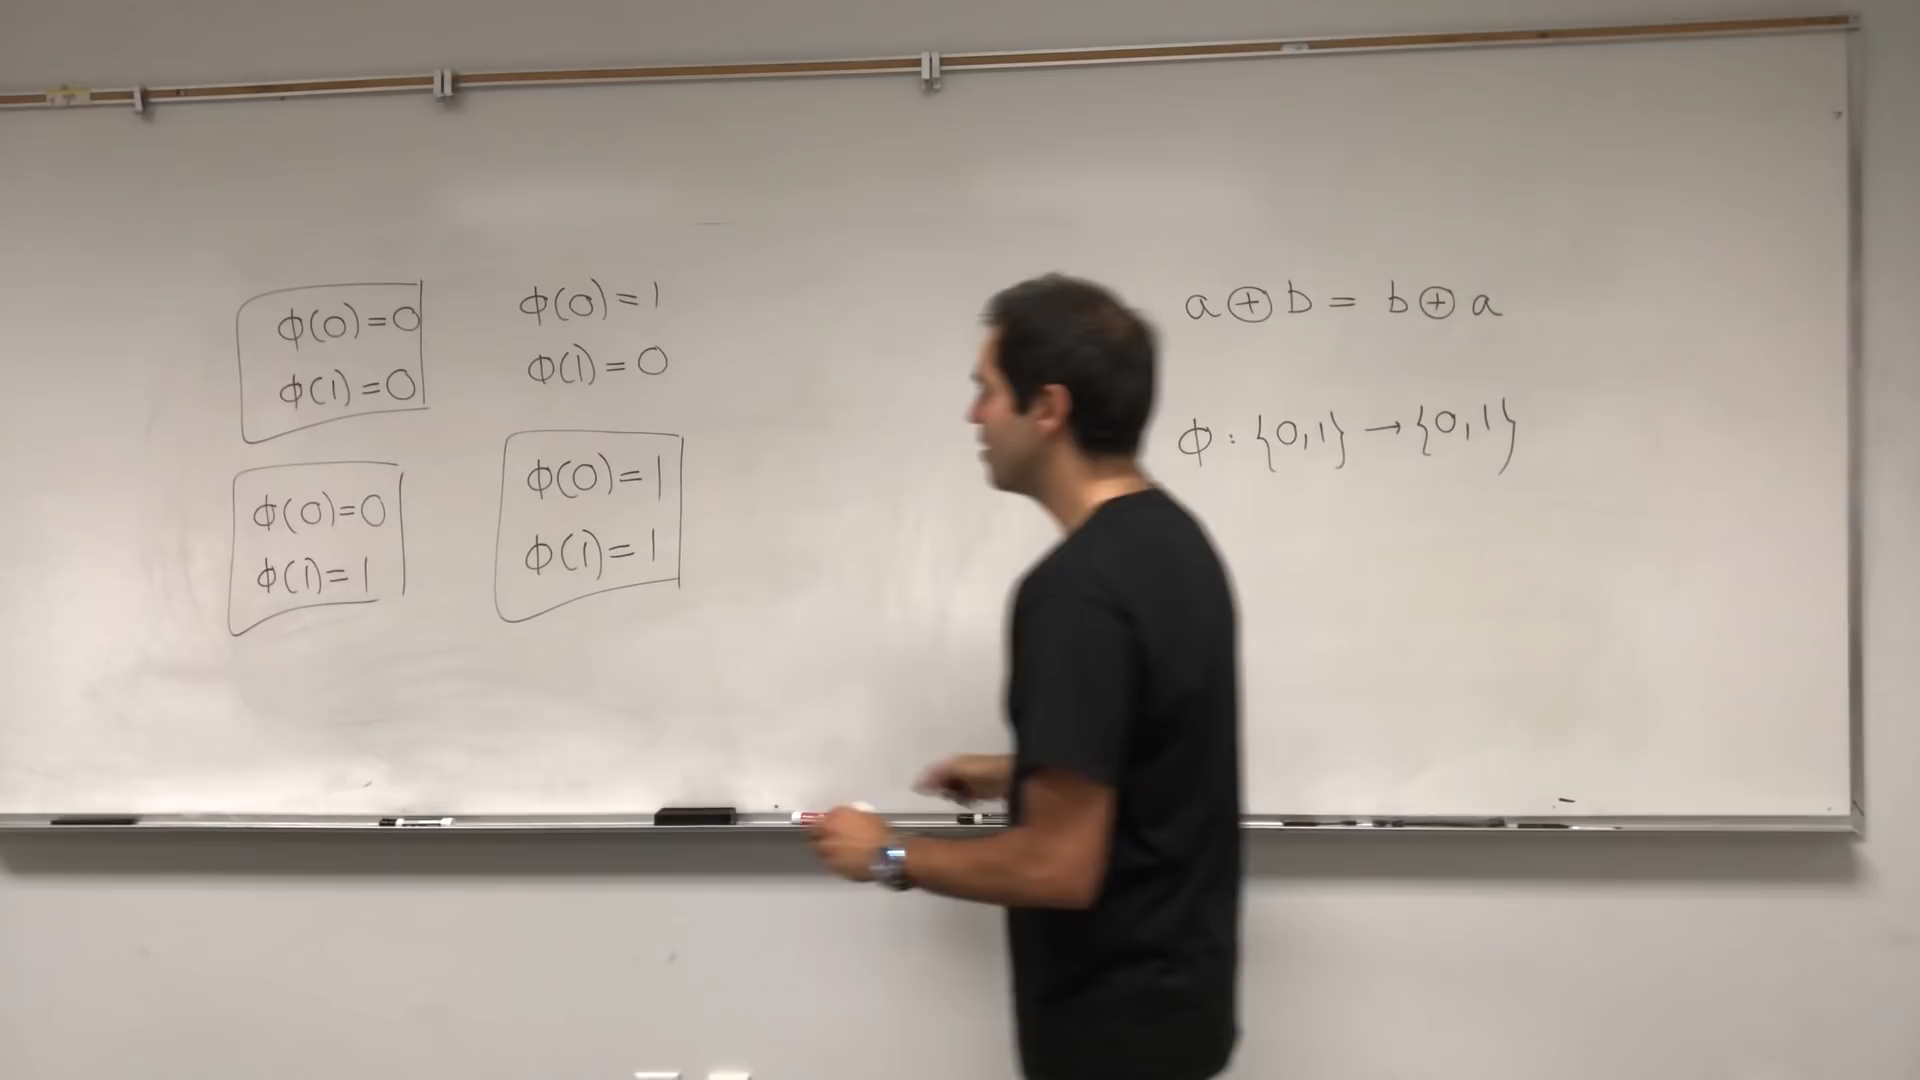 ϕ(0)=0
ϕ(1)=0
ϕ(0)=1
ϕ(1)=0
ϕ(0)=0
ϕ(1)=1
ϕ(0)=1
ϕ(1)=1
a⊕b = b⊕a
ϕ : {0,1} → {0,1}